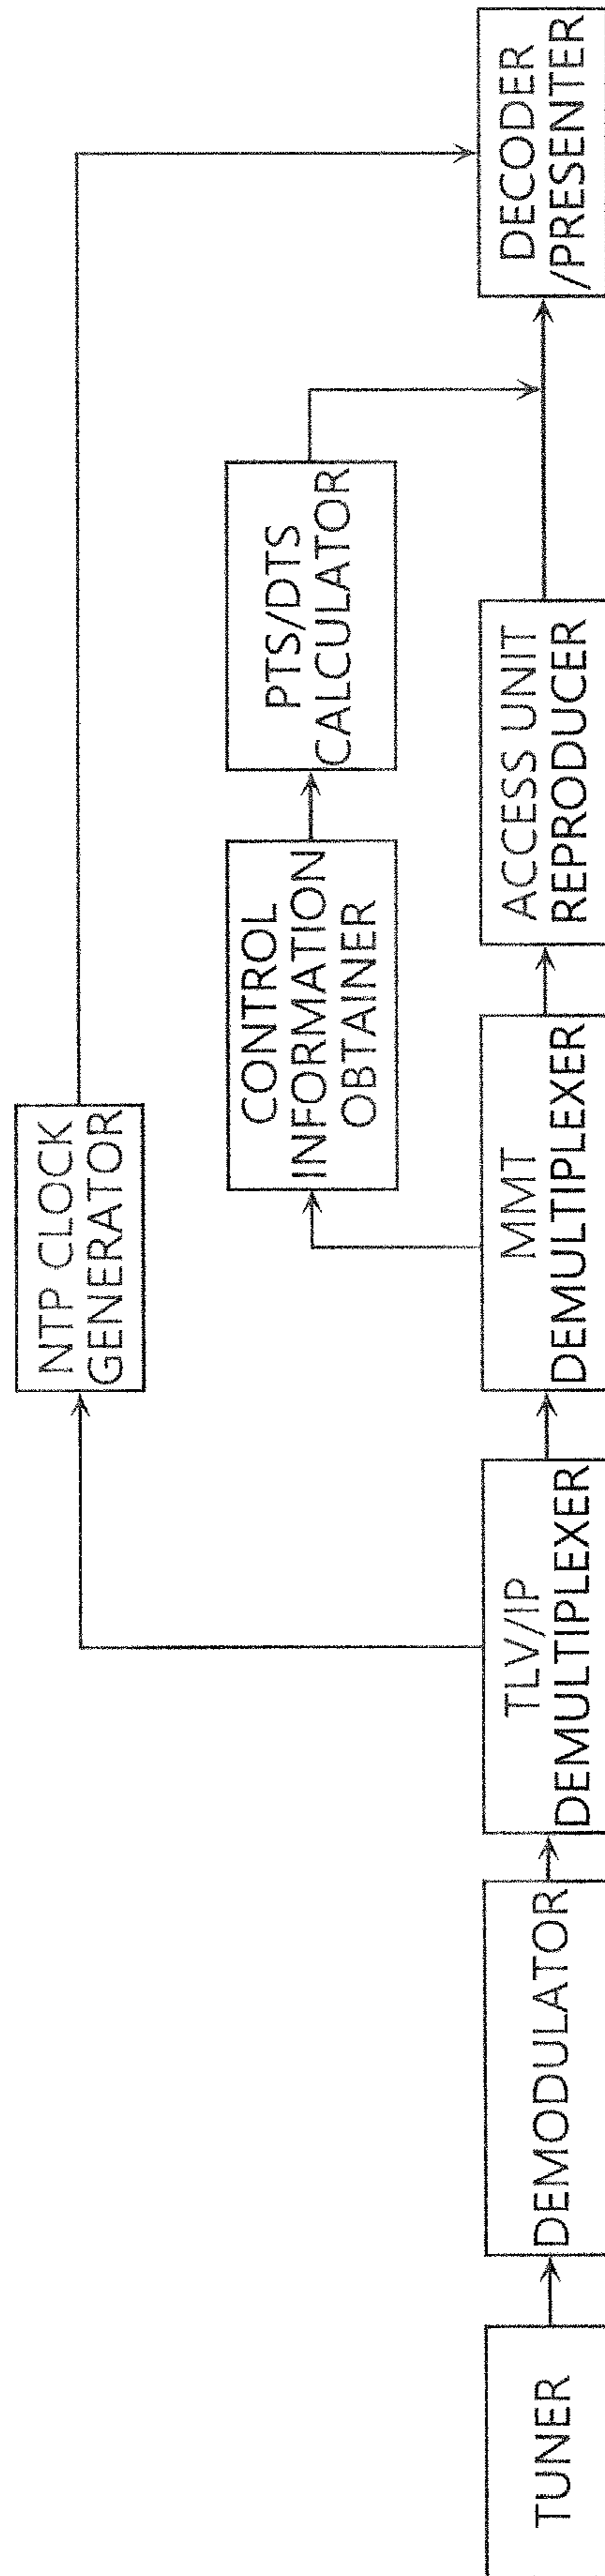 NTP CLOCK
GENERATOR
CONTROL
INFORMATION
OBTAINER
PTS/DTS
CALCULATOR
TUNER
DEMODULATOR
TLV/IP
DEMULTIPLEXER
MMT
DEMULTIPLEXER
ACCESS UNIT
REPRODUCER
DECODER
/PRESENTER